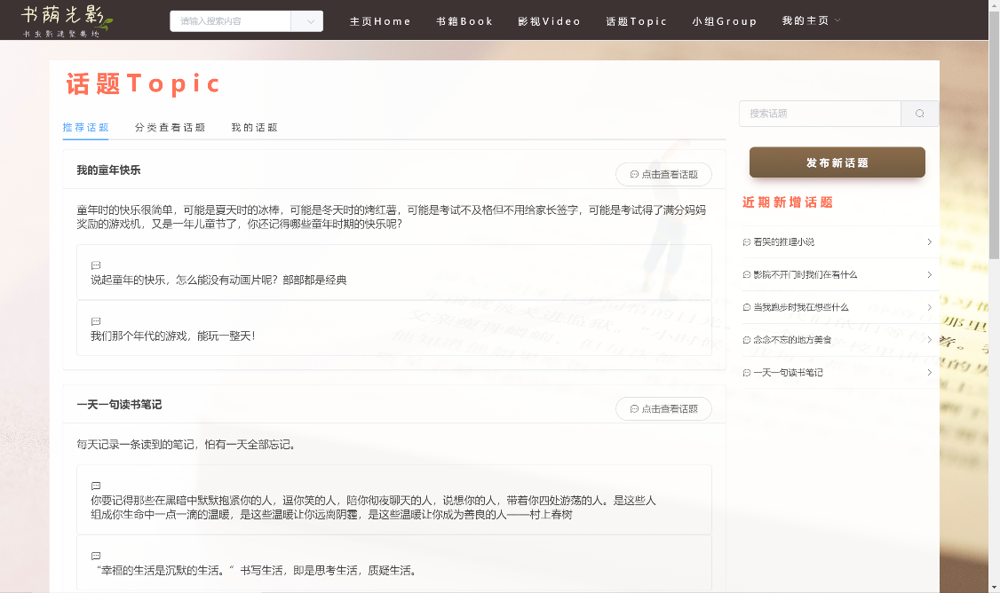 书荫光影
书虫影迷聚集地
请输入搜索内容
主页Home
书籍Book
影视Video
话题Topic
小组Group
我的主页
话题Topic
搜索话题
推荐话题
分类查看话题
我的话题
发布新话题
我的童年快乐
点击查看话题
童年时的快乐很简单，可能是夏天时的冰棒，可能是冬天时的烤红薯，可能是考试不及格但不用给家长签字，可能是考试得了满分妈妈
奖励的游戏机，又是一年儿童节了，你还记得哪些童年时期的快乐呢？
说起童年的快乐，怎么能没有动画片呢？部部都是经典
我们那个年代的游戏，能玩一整天！
近期新增话题
看哭的推理小说
影院不开门时我们在看什么
当我跑步时我在想些什么
念念不忘的地方美食
一天一句读书笔记
一天一句读书笔记
点击查看话题
每天记录一条读到的笔记，怕有一天全部忘记。
你要记得那些在黑暗中默默抱紧你的人，逗你笑的人，陪你彻夜聊天的人，说想你的人，带着你四处游荡的人。是这些人
组成你生命中一点一滴的温暖，是这些温暖让你远离阴霾，是这些温暖让你成为善良的人——村上春树
“幸福的生活是沉默的生活。”书写生活，即是思考生活，质疑生活。